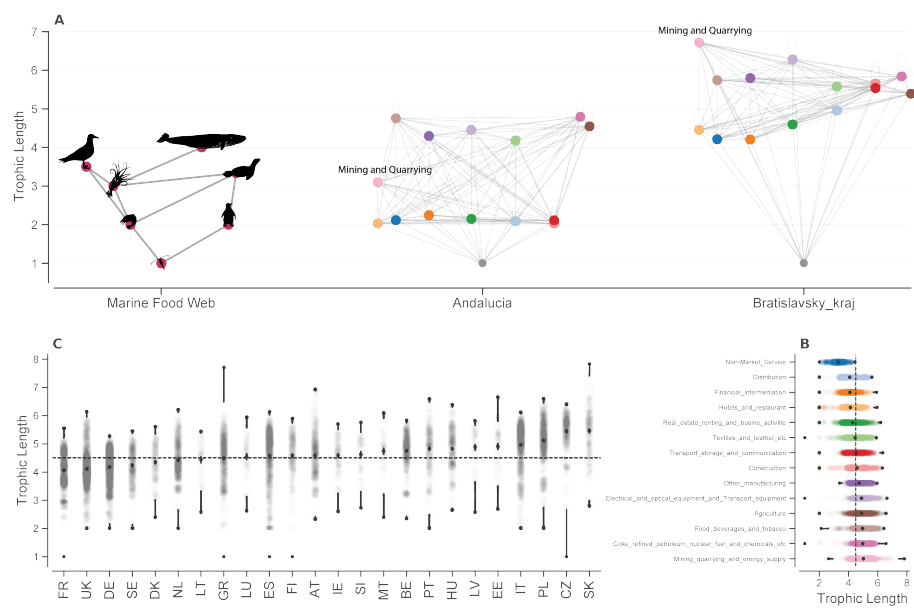 A
Trophic Length
7
6
5
4
3
2
1
Mining and Quarrying
Mining and Quarrying
Marine Food Web
Andalucia
Bratislavsky_kraj
C
Trophic Length
8
7
6
5
4
3
2
1
FR UK DE SE DK NL LT GR LU ES FI AT IE SI MT BE PT HU LV EE IT PL CZ SK
B
Non-Market_Service
Distribution
Financial_intermediation
Hotels_and_restaurant
Real_estate_renting_and_busine_activitie
Textiles_and_leather_etc
Transport_storage_and_communication
Construction
Other_manufacturing
Electrical_and_optical_equipment_and_Transport_equipment
Agriculture
Food_beverages_and_tobacco
Coke_refined_petroleum_nuclear_fuel_and_chemicals_etc
Mining_quarrying_and_energy_supply
2 4 6 8
Trophic Length